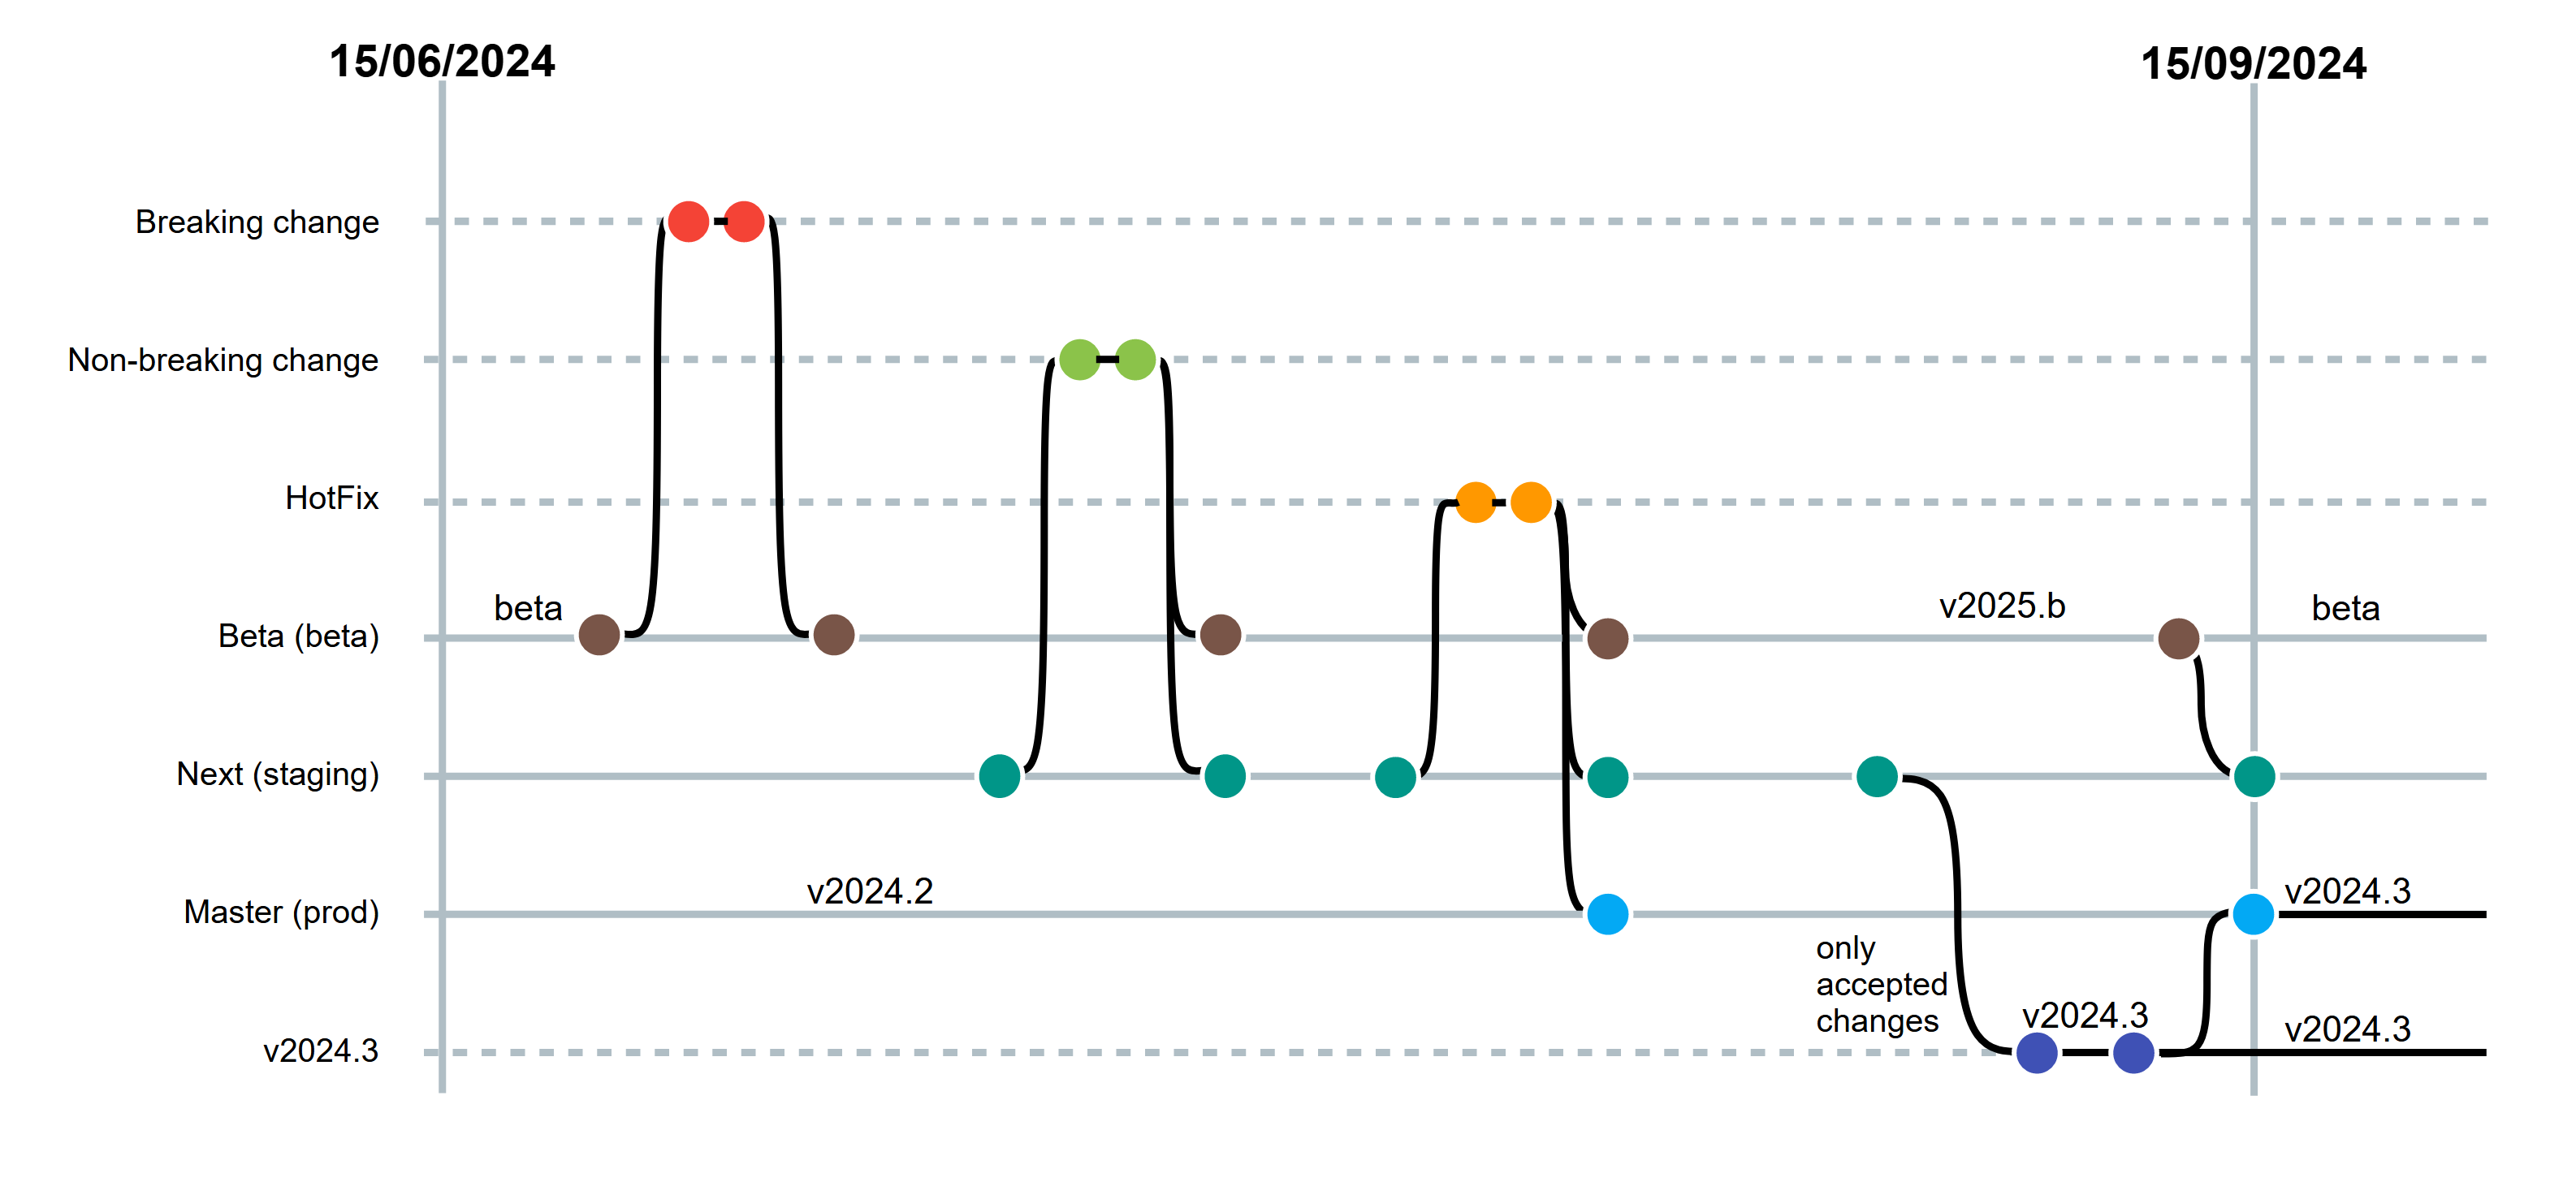 15/06/2024
15/09/2024
Breaking change
Non-breaking change
HotFix
beta
v2025.b
beta
Beta (beta)
Next (staging)
v2024.2
v2024.3
Master (prod)
only
accepted
changes
v2024.3
v2024.3
v2024.3